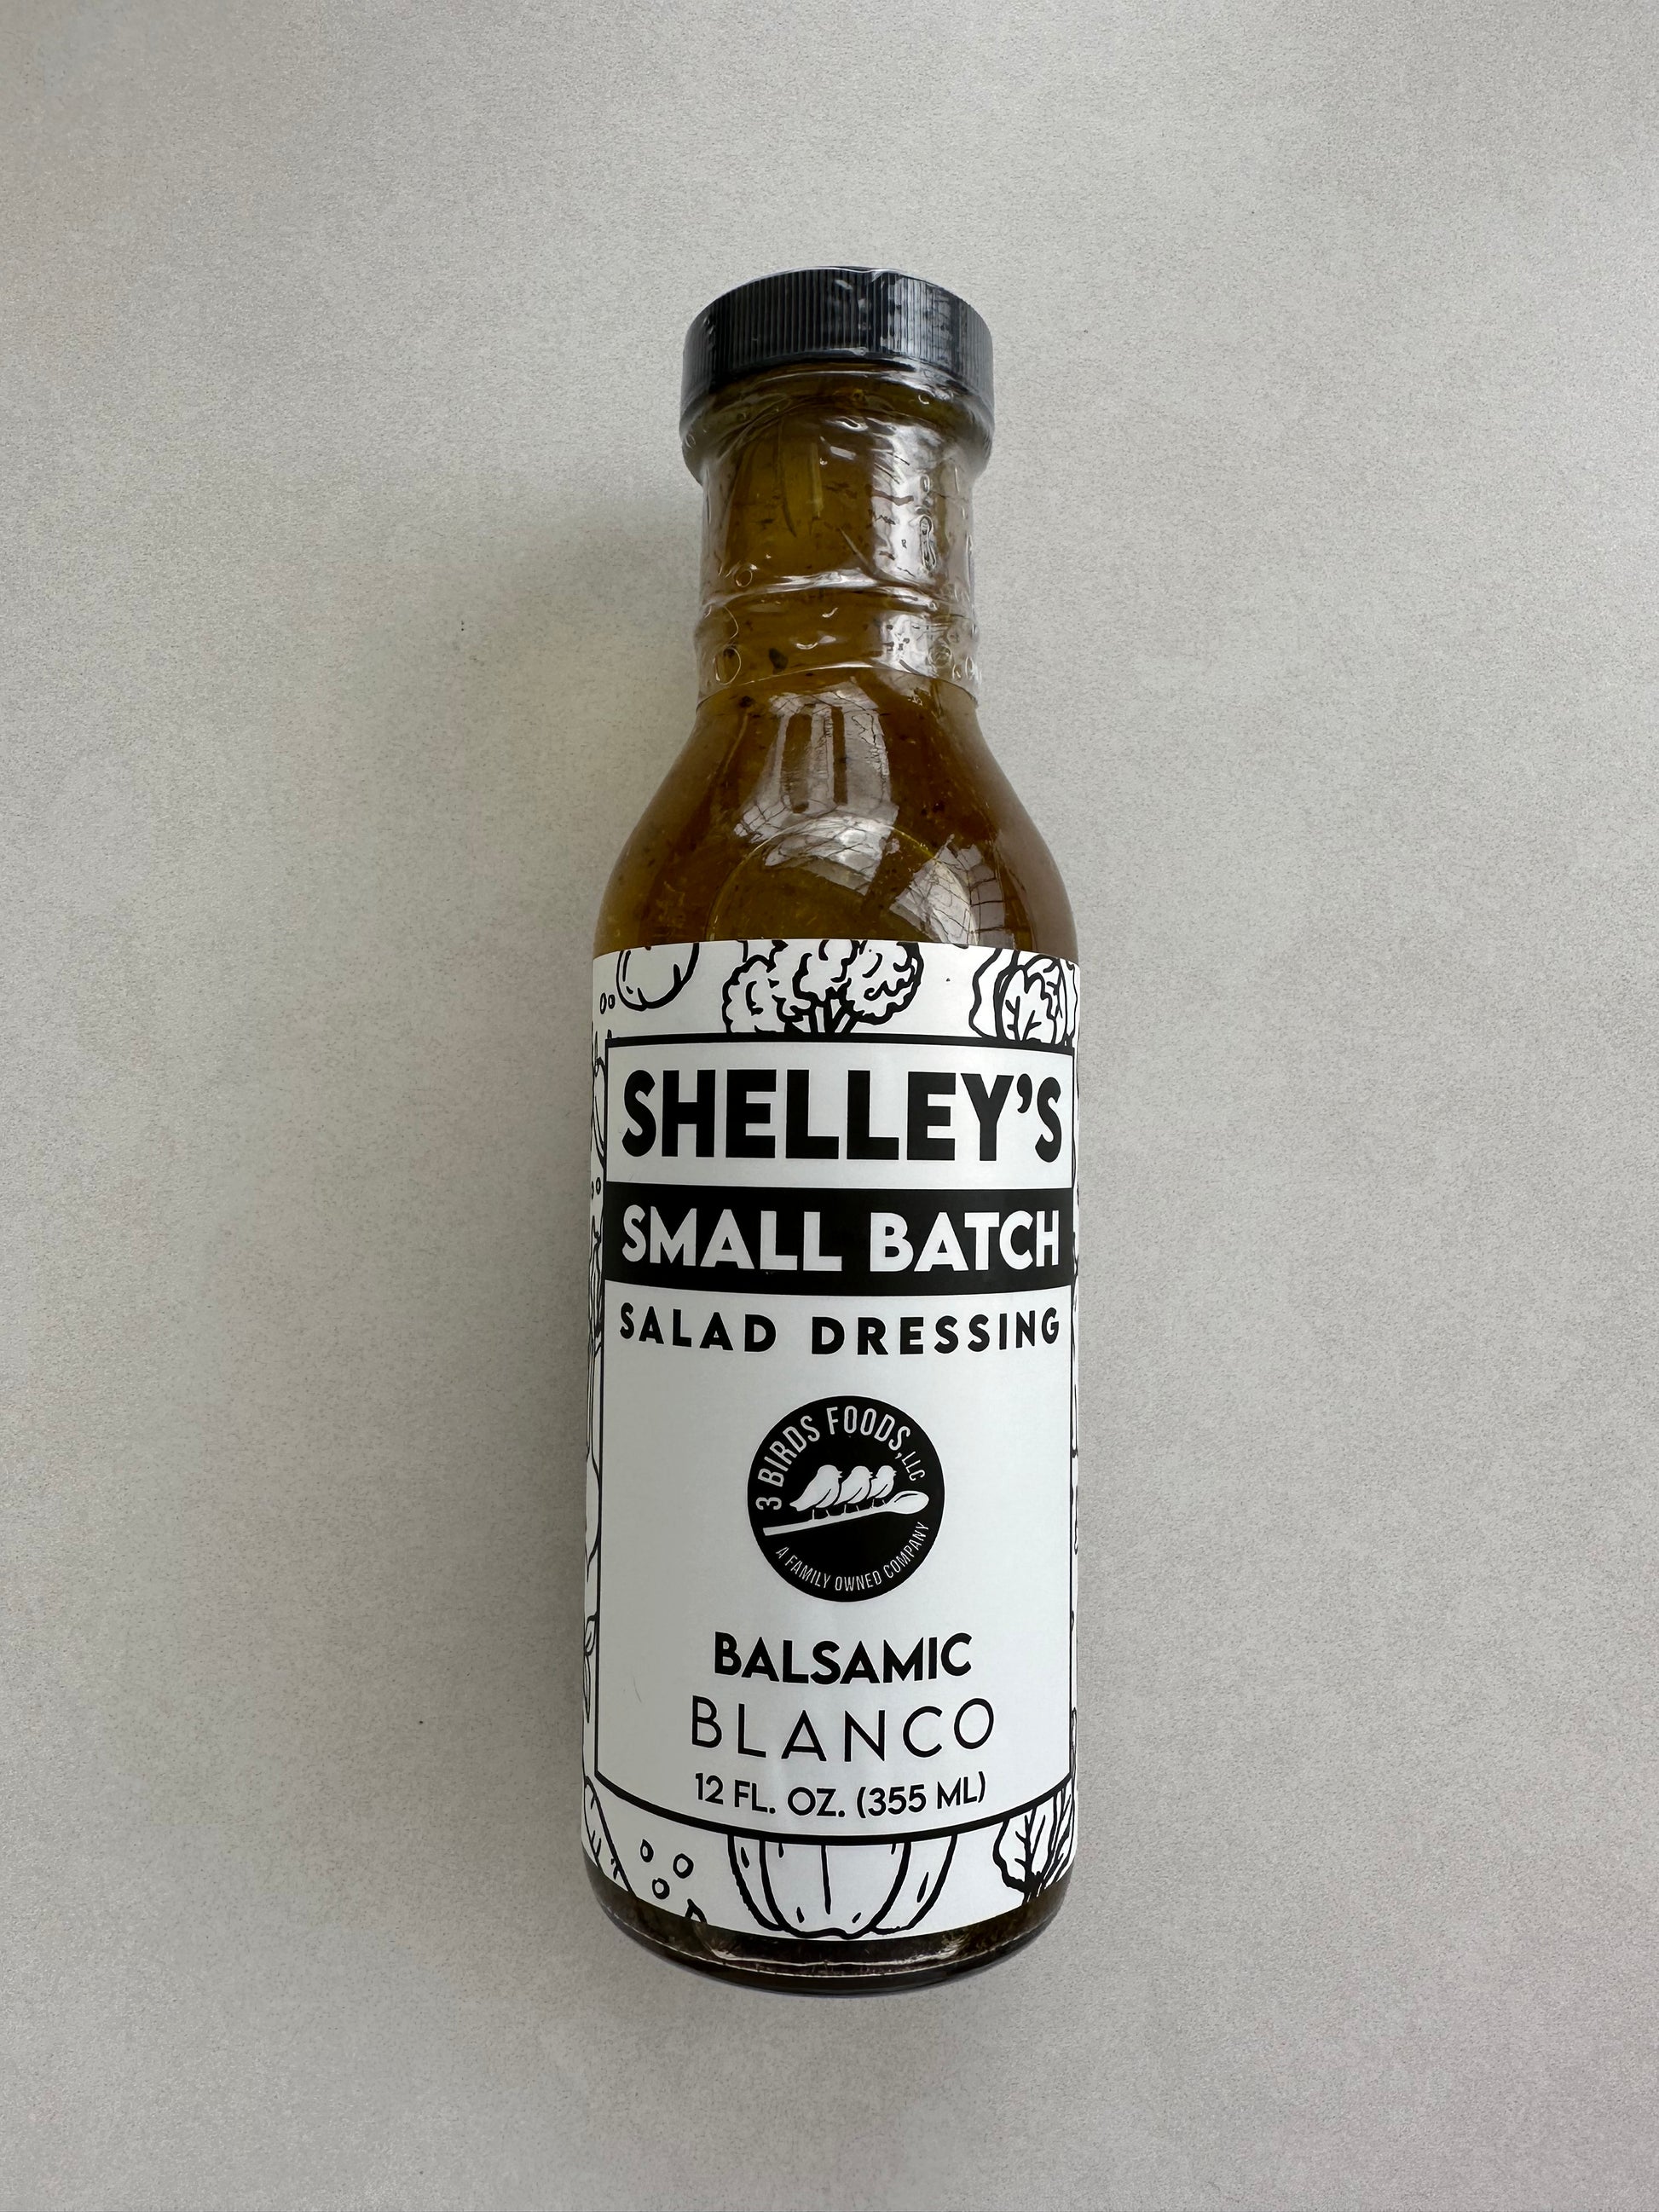 SHELLEY'S
SMALL BATCH
SALAD DRESSING
3 BIRDS FOODS, LLC
A FAMILY OWNED COMPANY
BALSAMIC
BLANCO
12 FL. OZ. (355 ML)